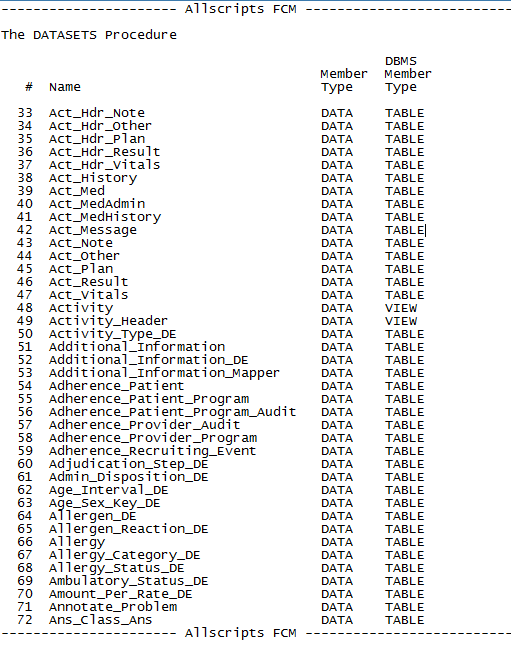 ---------------------- Allscripts FCM --------------------------
The DATASETS Procedure
DBMS
Member Member
# Name Type Type
33 Act_Hdr_Note DATA TABLE
34 Act_Hdr_Other DATA TABLE
35 Act_Hdr_Plan DATA TABLE
36 Act_Hdr_Result DATA TABLE
37 Act_Hdr_Vitals DATA TABLE
38 Act_History DATA TABLE
39 Act_Med DATA TABLE
40 Act_MedAdmin DATA TABLE
41 Act_MedHistory DATA TABLE
42 Act_Message DATA TABLE
43 Act_Note DATA TABLE
44 Act_Other DATA TABLE
45 Act_Plan DATA TABLE
46 Act_Result DATA TABLE
47 Act_Vitals DATA TABLE
48 Activity DATA VIEW
49 Activity_Header DATA VIEW
50 Activity_Type_DE DATA TABLE
51 Additional_Information DATA TABLE
52 Additional_Information_DE DATA TABLE
53 Additional_Information_Mapper DATA TABLE
54 Adherence_Patient DATA TABLE
55 Adherence_Patient_Program DATA TABLE
56 Adherence_Patient_Program_Audit DATA TABLE
57 Adherence_Provider_Audit DATA TABLE
58 Adherence_Provider_Program DATA TABLE
59 Adherence_Recruiting_Event DATA TABLE
60 Adjudication_Step_DE DATA TABLE
61 Admin_Disposition_DE DATA TABLE
62 Age_Interval_DE DATA TABLE
63 Age_Sex_Key_DE DATA TABLE
64 Allergen_DE DATA TABLE
65 Allergen_Reaction_DE DATA TABLE
66 Allergy DATA TABLE
67 Allergy_Category_DE DATA TABLE
68 Allergy_Status_DE DATA TABLE
69 Ambulatory_Status_DE DATA TABLE
70 Amount_Per_Rate_DE DATA TABLE
71 Annotate_Problem DATA TABLE
72 Ans_Class_Ans DATA TABLE
---------------------- Allscripts FCM --------------------------